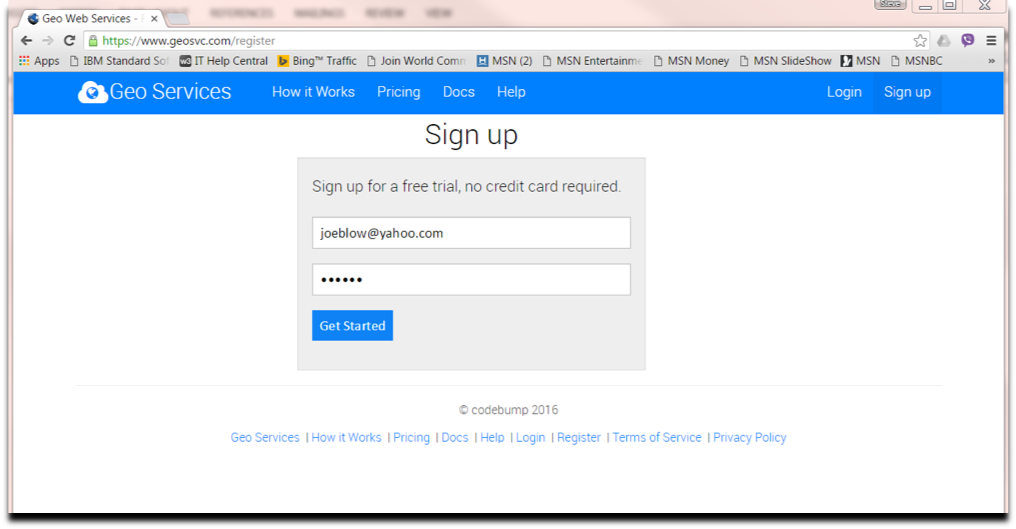 REFERENCES MAILINGS REVIEW VIEW
Steve
Geo Web Services -
https://www.geosvc.com/register
Apps IBM Standard Sof IT Help Central Bing™ Traffic Join World Comm MSN (2) MSN Entertainme MSN Money MSN SlideShow MSN MSNBC »
Geo Services How it Works Pricing Docs Help Login Sign up
Sign up
Sign up for a free trial, no credit card required.
joeblow@yahoo.com
••••••
Get Started
© codebump 2016
Geo Services | How it Works | Pricing | Docs | Help | Login | Register | Terms of Service | Privacy Policy